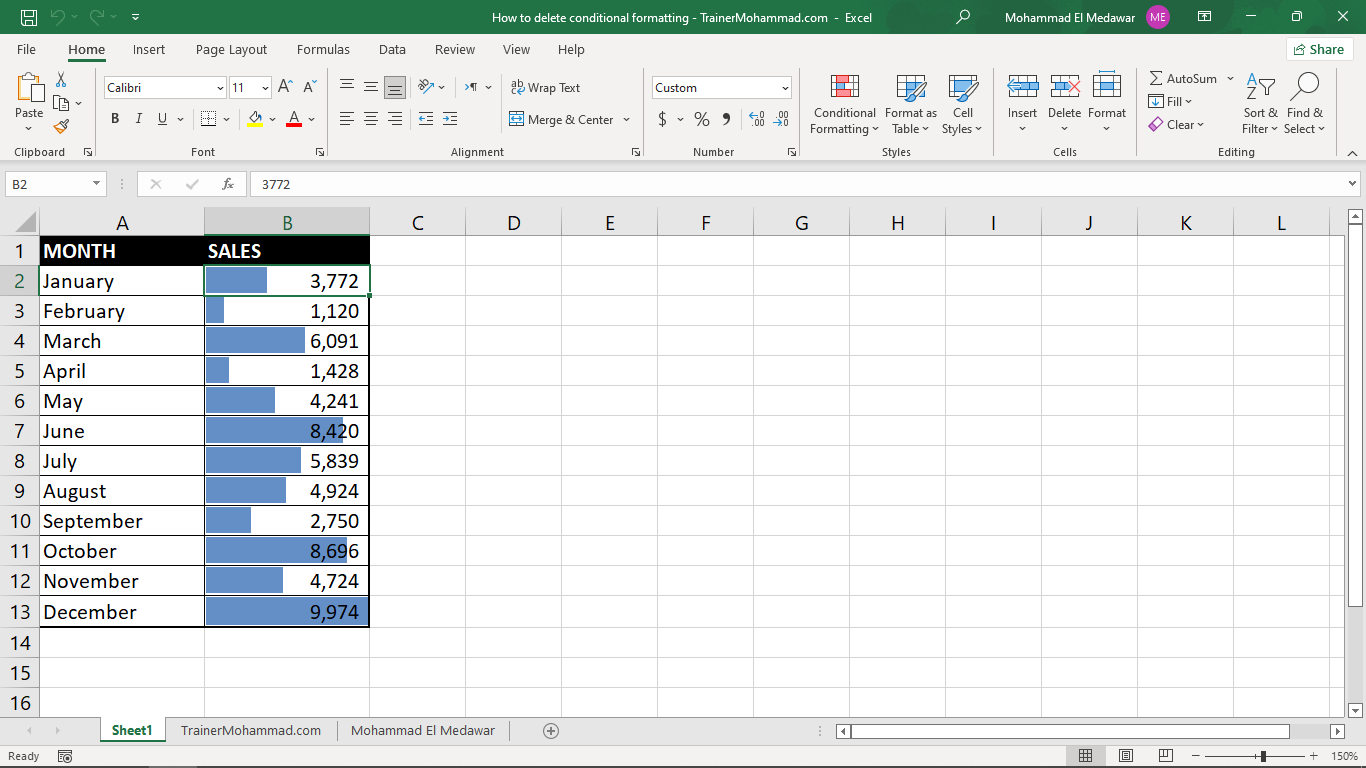 How to delete conditional formatting - TrainerMohammad.com - Excel
Mohammad El Medawar ME
File Home Insert Page Layout Formulas Data Review View Help Share
Paste
Clipboard
Calibri 11
B I U A
Font
ab Wrap Text
Merge & Center
Alignment
Custom
$ %
Number
Conditional Formatting
Format as Table
Cell Styles
Styles
Insert Delete Format
Cells
AutoSum
Fill
Clear
Sort & Filter
Find & Select
Editing
B2 fx 3772
A B C D E F G H I J K L
1 MONTH SALES
2 January 3,772
3 February 1,120
4 March 6,091
5 April 1,428
6 May 4,241
7 June 8,420
8 July 5,839
9 August 4,924
10 September 2,750
11 October 8,696
12 November 4,724
13 December 9,974
14
15
16
Sheet1 TrainerMohammad.com Mohammad El Medawar
Ready 150%